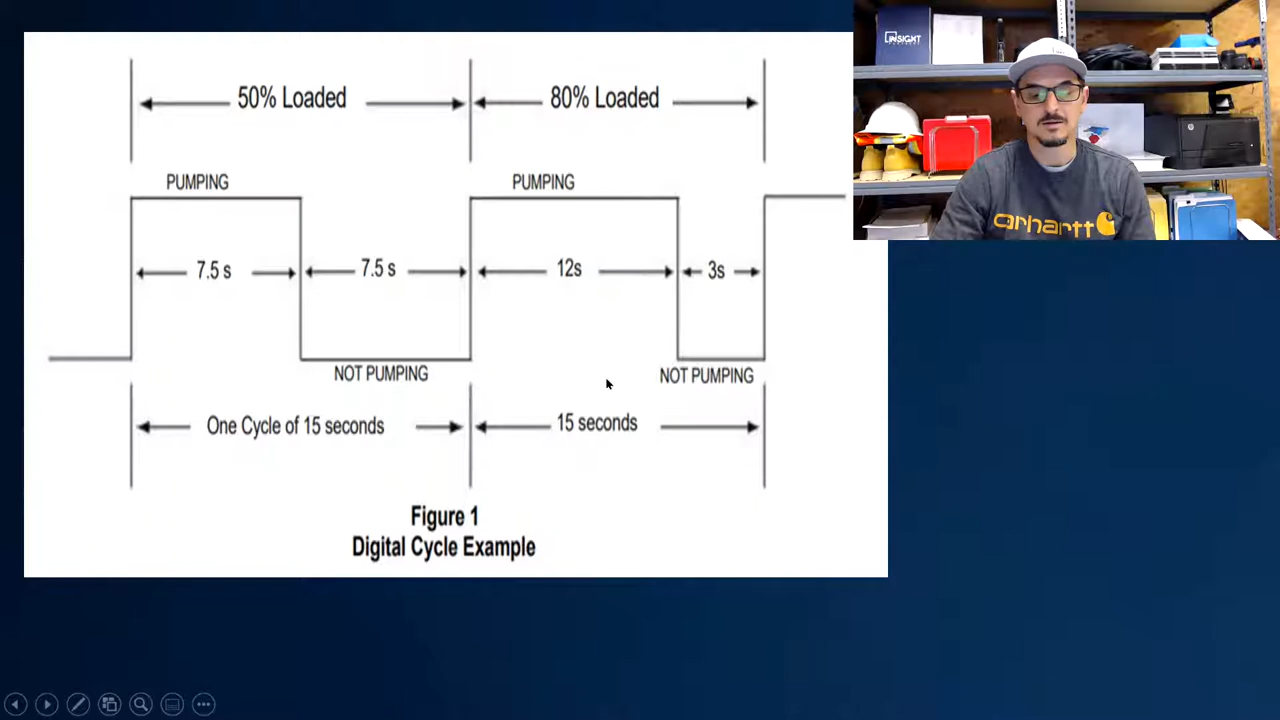 50% Loaded
80% Loaded
PUMPING
PUMPING
7.5 s
7.5 s
12s
3s
NOT PUMPING
NOT PUMPING
One Cycle of 15 seconds
15 seconds
Figure 1
Digital Cycle Example
INSIGHT
carhartt